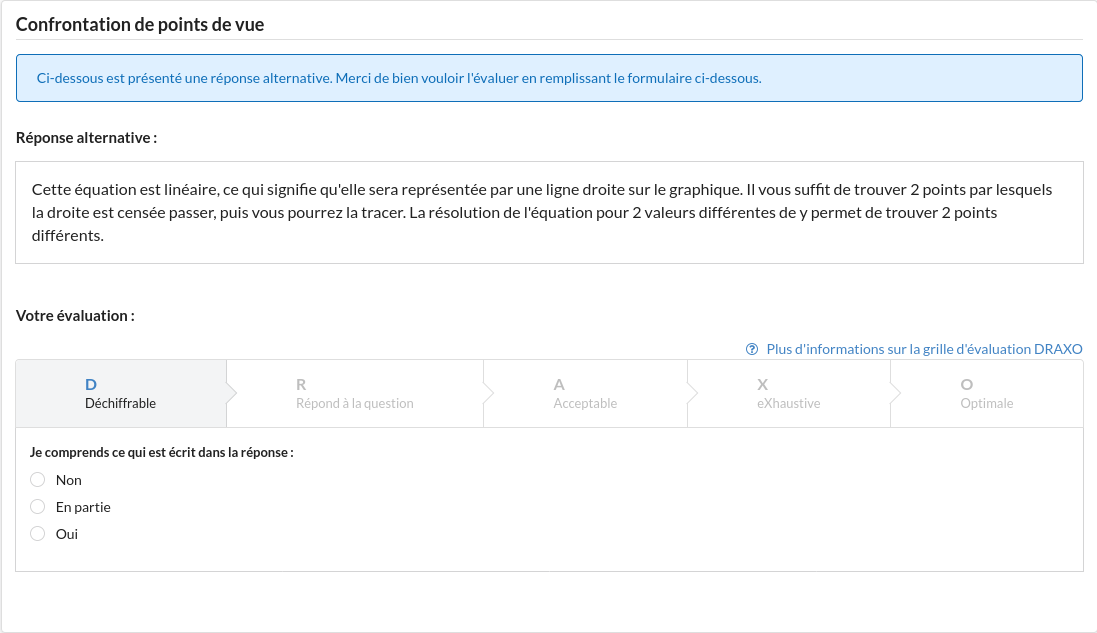 Confrontation de points de vue
Ci-dessous est présenté une réponse alternative. Merci de bien vouloir l'évaluer en remplissant le formulaire ci-dessous.
Réponse alternative :
Cette équation est linéaire, ce qui signifie qu'elle sera représentée par une ligne droite sur le graphique. Il vous suffit de trouver 2 points par lesquels
la droite est censée passer, puis vous pourrez la tracer. La résolution de l'équation pour 2 valeurs différentes de y permet de trouver 2 points
différents.
Votre évaluation :
Plus d'informations sur la grille d'évaluation DRAXO
D
Déchiffrable
R
Répond à la question
A
Acceptable
X
eXhaustive
O
Optimale
Je comprends ce qui est écrit dans la réponse :
Non
En partie
Oui